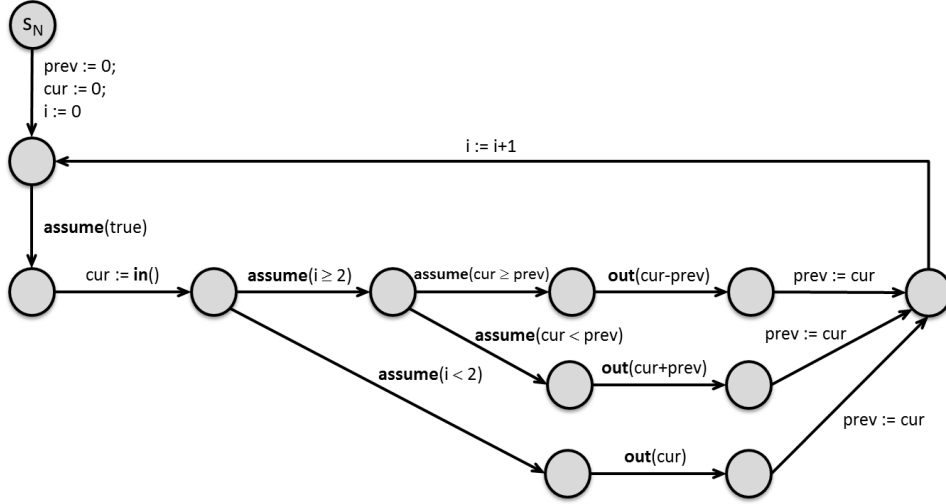 S_N
prev := 0;
cur := 0;
i := 0
i := i+1
assume(true)
cur := in()
assume(i ≥ 2)
assume(cur ≥ prev)
out(cur-prev)
prev := cur
assume(cur < prev)
prev := cur
assume(i < 2)
out(cur+prev)
prev := cur
out(cur)